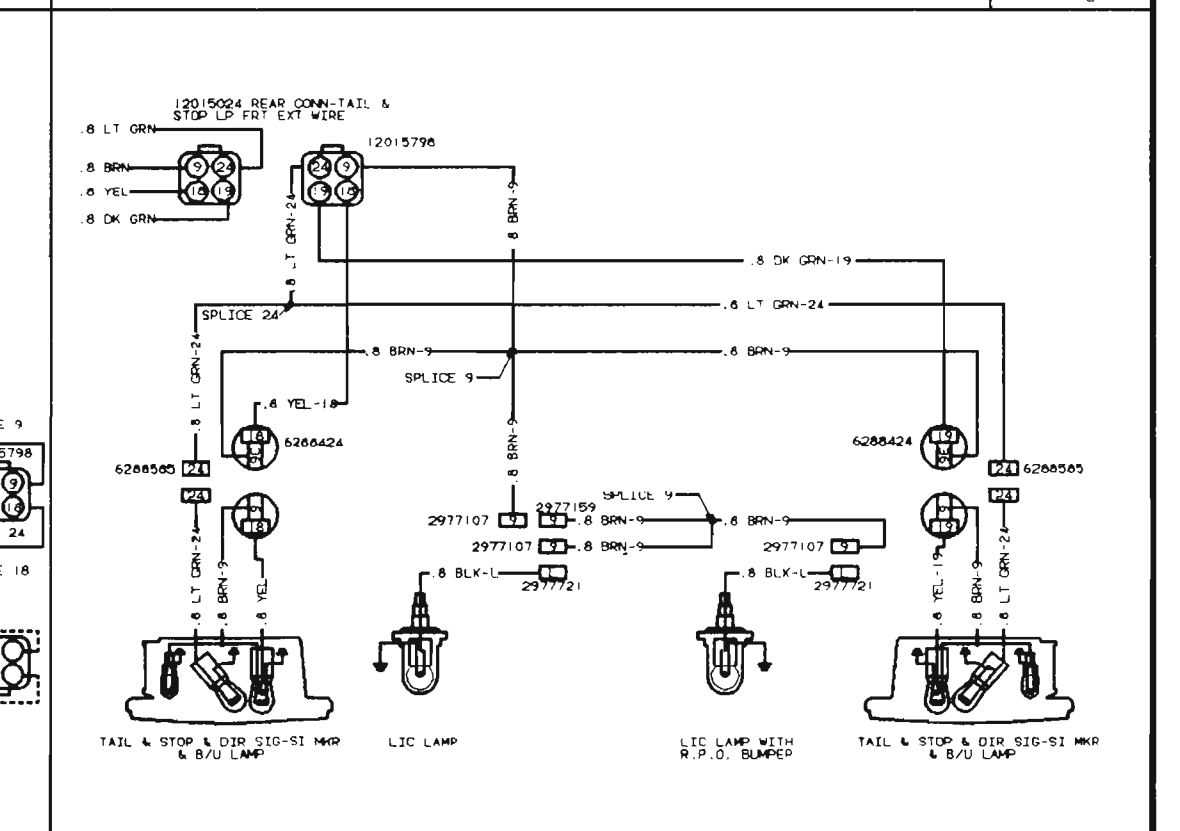 12015024 REAR CONN-TAIL &
STOP LP FRT EXT WIRE
.8 LT GRN
12015798
.8 BRN
9 24
24 9
.8 YEL
18 19
19 18
.8 DK GRN
.8 LT GRN-24
.8 BRN-9
.8 DK GRN-19
SPLICE 24
.8 LT GRN-24
.8 LT GRN-24
.8 BRN-9
.8 BRN-9
SPLICE 9
.8 YEL-18
.8 BRN-9
E 9
5798
9
18
24
E 18
18
6288424
6288424
19
6288585
24
24
6288585
24
9
18
9
19
24
SPLICE 9
2977159
2977107
9
9
.8 BRN-9
.8 BRN-9
2977107
9
.8 BRN-9
2977107
9
.8 BLK-L
2977721
.8 BLK-L
2977721
.8 LT GRN-24
.8 BRN-9
.8 YEL
.8 YEL-19
.8 BRN-9
.8 LT GRN-24
TAIL & STOP & DIR SIG-SI MKR
& B/U LAMP
LIC LAMP
LIC LAMP WITH
R.P.O. BUMPER
TAIL & STOP & DIR SIG-SI MKR
& B/U LAMP